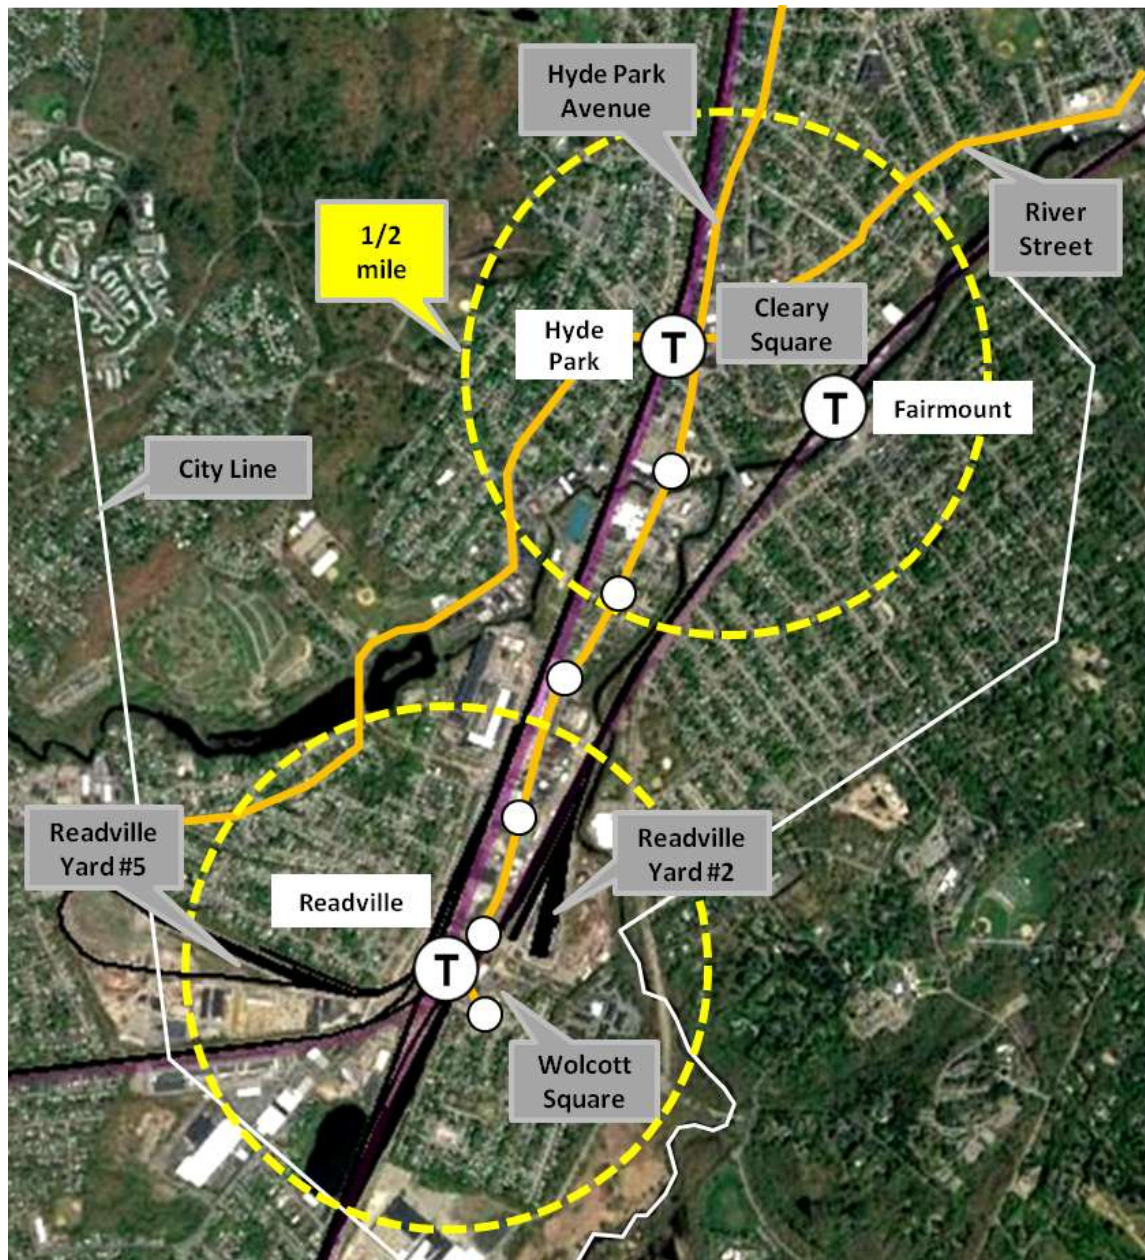 Hyde Park
Avenue
River
Street
1/2
mile
Cleary
Square
Hyde
Park
T
T
Fairmount
City Line
Readville
Yard #5
Readville
Yard #2
Readville
T
Wolcott
Square